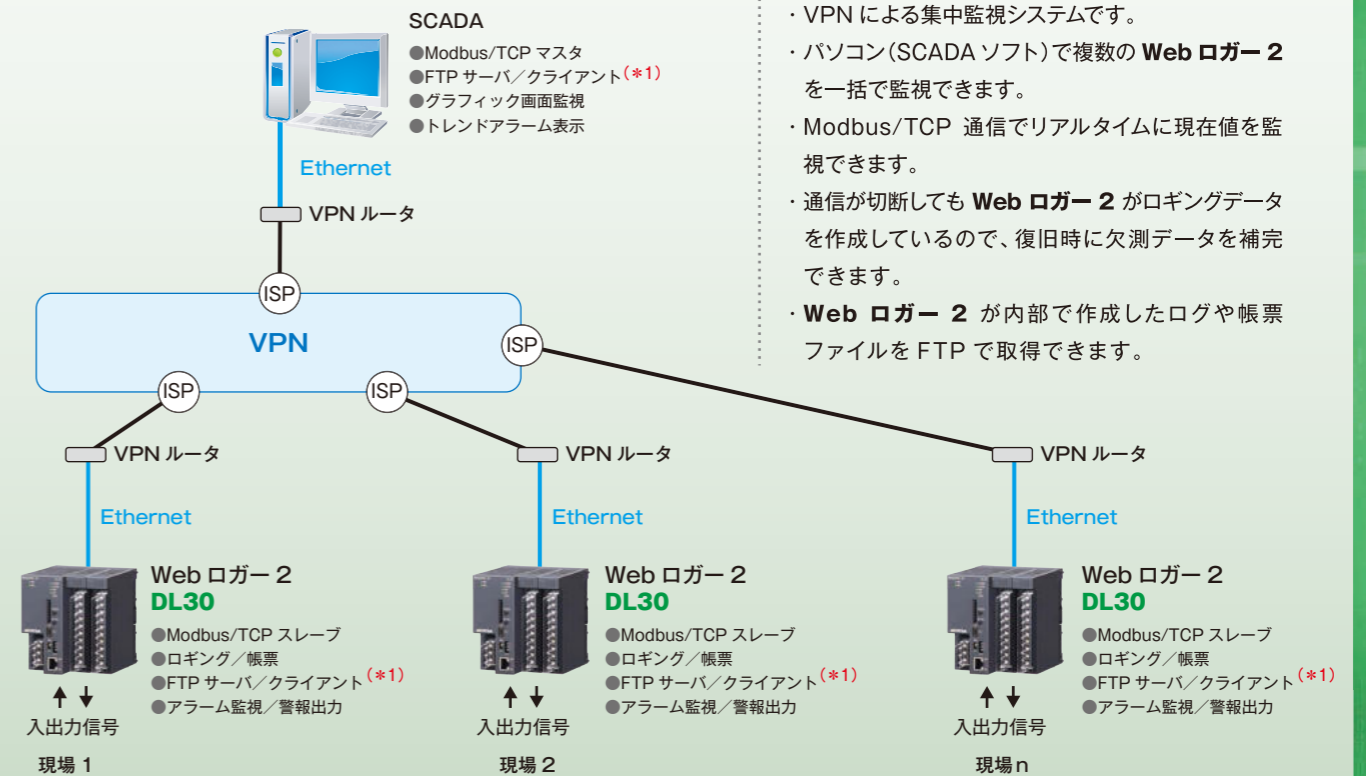 SCADA
●Modbus/TCP マスタ
●FTP サーバ／クライアント(＊1)
●グラフィック画面監視
●トレンドアラーム表示
Ethernet
VPN ルータ
ISP
VPN
ISP
ISP
ISP
・VPN による集中監視システムです。
・パソコン（SCADA ソフト）で複数の Web ロガー 2
を一括で監視できます。
・Modbus/TCP 通信でリアルタイムに現在値を監
視できます。
・通信が切断しても Web ロガー 2 がロギングデータ
を作成しているので、復旧時に欠測データを補完
できます。
・Web ロガー 2 が内部で作成したログや帳票
ファイルを FTP で取得できます。
VPN ルータ
Ethernet
Web ロガー 2
DL30
●Modbus/TCP スレーブ
●ロギング／帳票
●FTP サーバ／クライアント(＊1)
●アラーム監視／警報出力
入出力信号
現場 1
VPN ルータ
Ethernet
Web ロガー 2
DL30
●Modbus/TCP スレーブ
●ロギング／帳票
●FTP サーバ／クライアント(＊1)
●アラーム監視／警報出力
入出力信号
現場 2
VPN ルータ
Ethernet
Web ロガー 2
DL30
●Modbus/TCP スレーブ
●ロギング／帳票
●FTP サーバ／クライアント(＊1)
●アラーム監視／警報出力
入出力信号
現場n